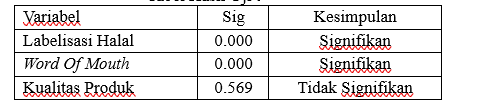 Variabel Sig Kesimpulan
Labelisasi Halal 0.000 Signifikan
Word Of Mouth 0.000 Signifikan
Kualitas Produk 0.569 Tidak Signifikan